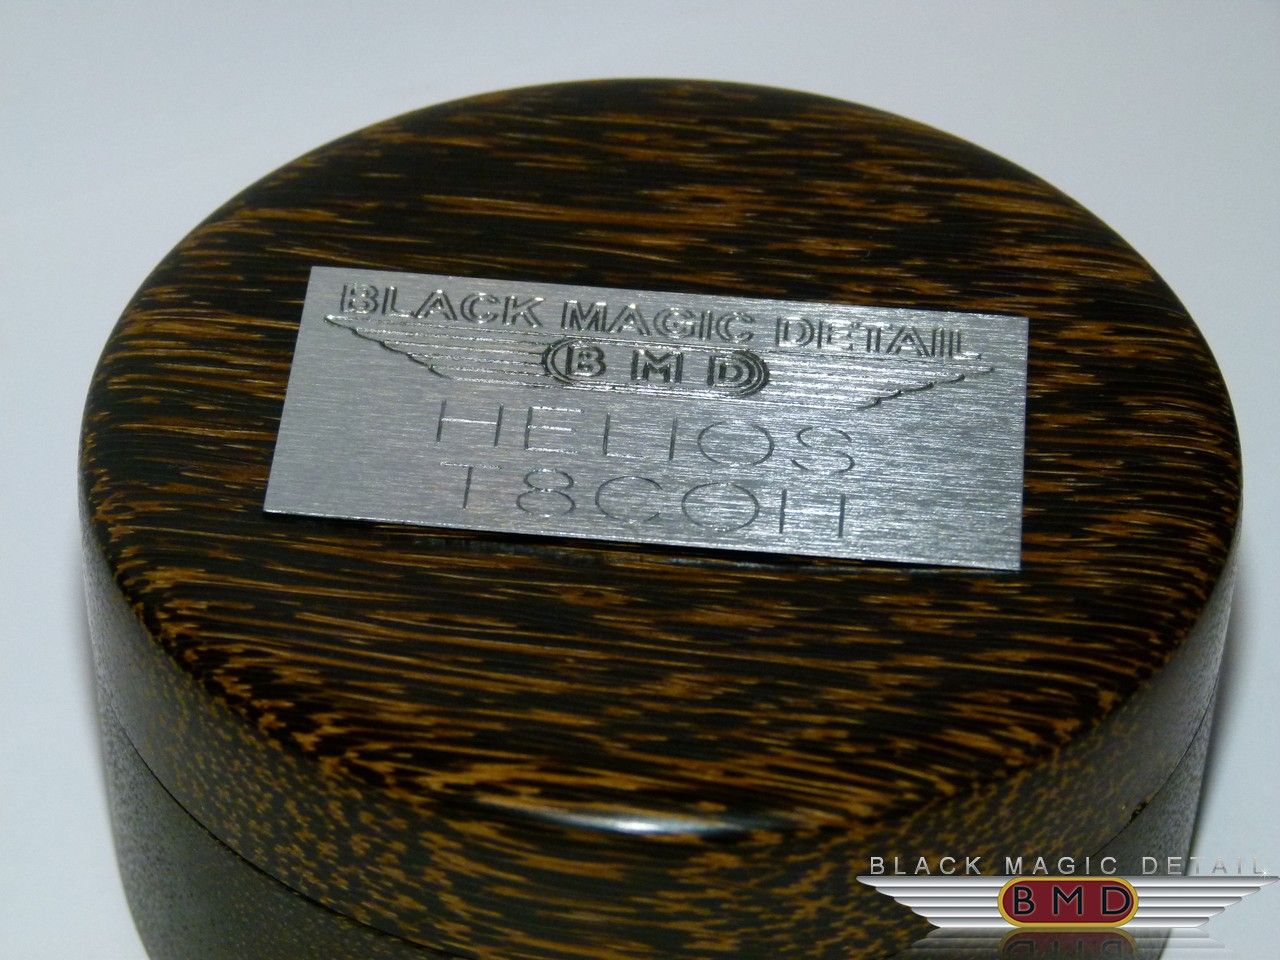 BLACK MAGIC DETAIL
BMD
HELIOS
T8COH
BLACK MAGIC DETAIL
BMD